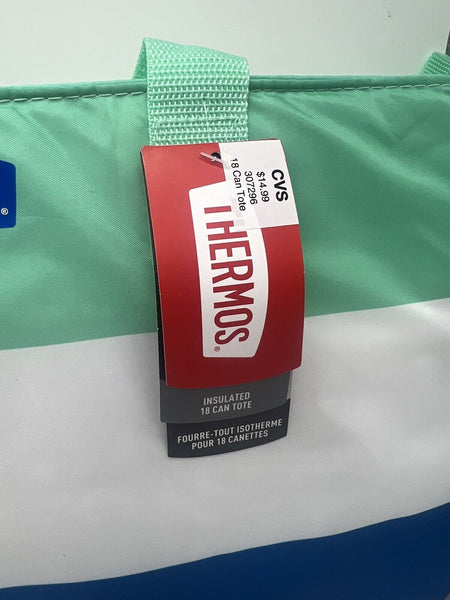 CVS
$14.99
307296
18 Can Tote
THERMOS
®
INSULATED
18 CAN TOTE
FOURRE-TOUT ISOTHERME
POUR 18 CANETTES
®